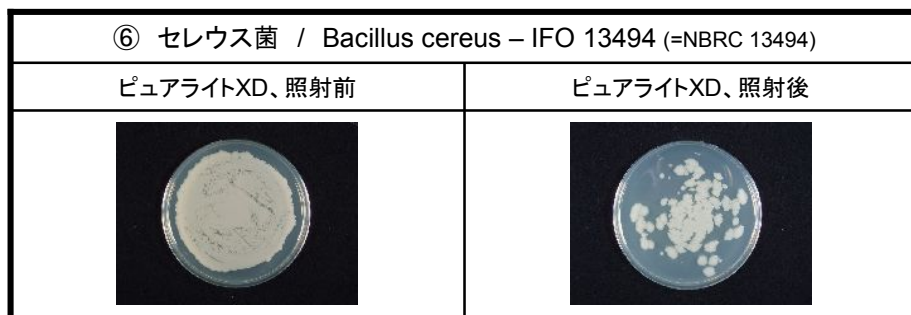 ⑥ セレウス菌 / Bacillus cereus – IFO 13494 (=NBRC 13494)
ピュアライトXD、照射前
ピュアライトXD、照射後